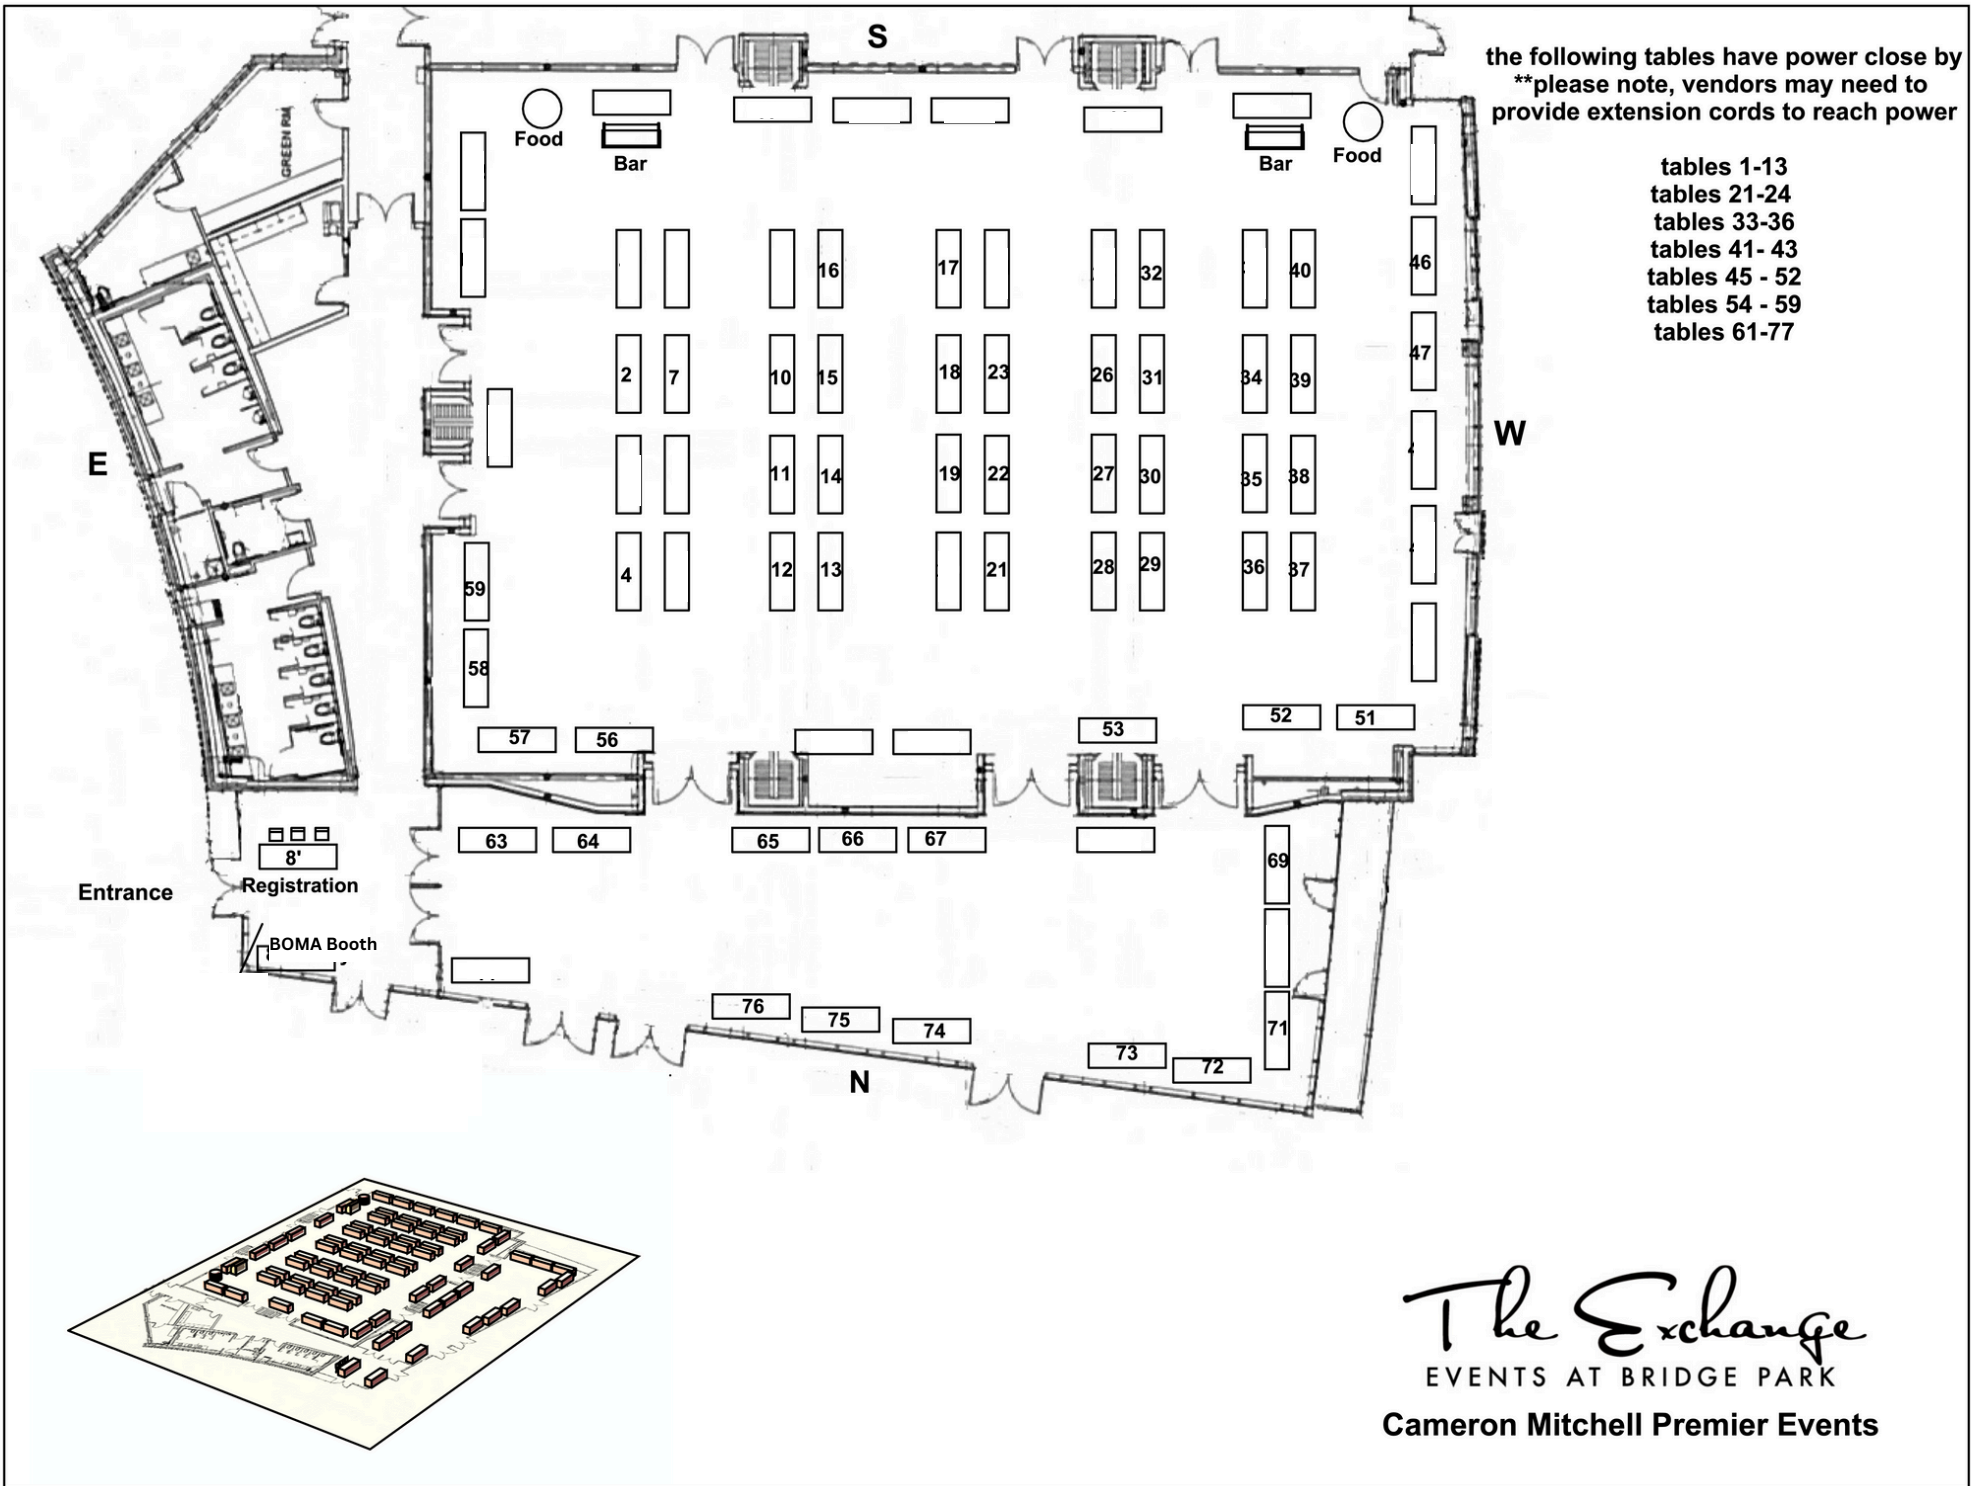 S
the following tables have power close by
**please note, vendors may need to
provide extension cords to reach power
tables 1-13
tables 21-24
tables 33-36
tables 41- 43
tables 45 - 52
tables 54 - 59
tables 61-77
GREEN RM
Food
Bar
Bar
Food
16
17
32
40
46
2
7
10
15
18
23
26
31
34
39
47
E
W
11
14
19
22
27
30
35
38
4
12
13
21
28
29
36
37
59
58
57
56
53
52
51
63
64
65
66
67
69
8'
Registration
Entrance
BOMA Booth
76
75
74
73
72
71
N
The Exchange
EVENTS AT BRIDGE PARK
Cameron Mitchell Premier Events